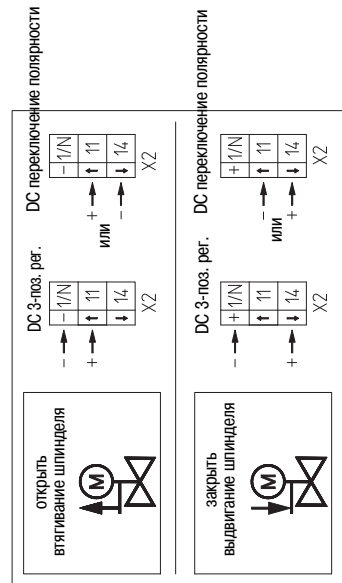 открыть
втягивание шпинделя
M
DC 3-поз. рег.
– → – 1/N
+ → ↑ 11
↓ 14
X2
или
DC переключение полярности
– 1/N
+ → ↑ 11
– → ↓ 14
X2
закрыть
выдвигание шпинделя
M
DC 3-поз. рег.
– → + 1/N
↑ 11
+ → ↓ 14
X2
или
DC переключение полярности
+ 1/N
– → ↑ 11
+ → ↓ 14
X2